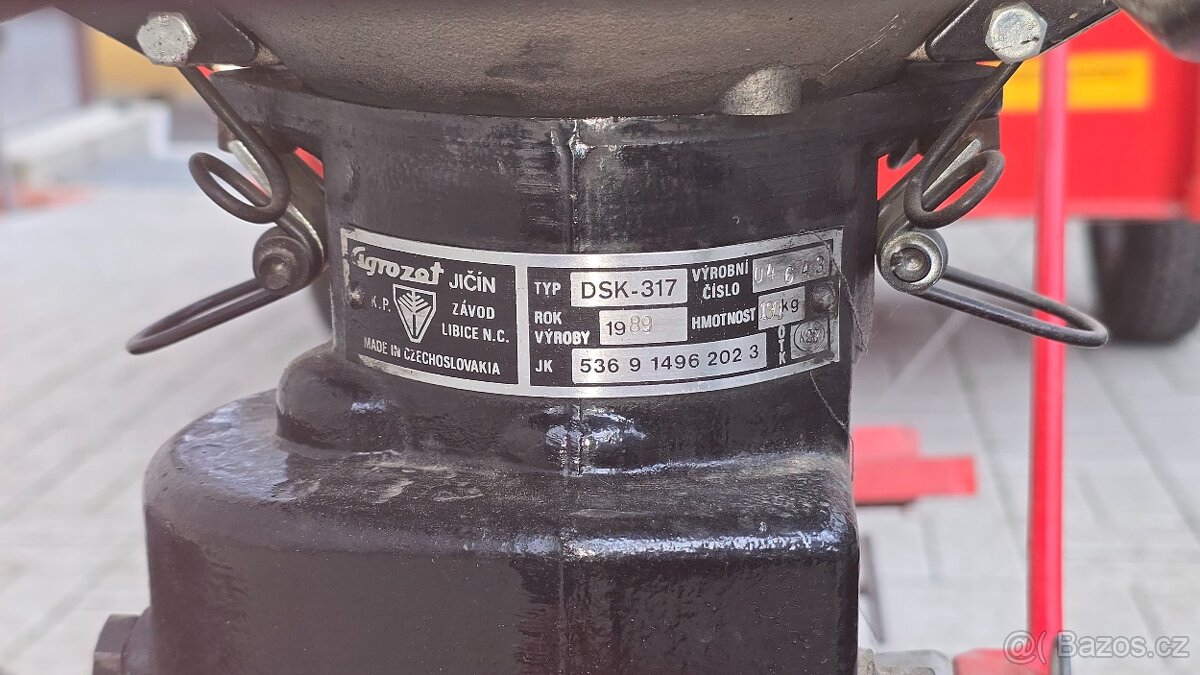 agrozet JIČÍN
K.P. ZÁVOD
LIBICE N.C.
MADE IN CZECHOSLOVAKIA
TYP DSK-317
ROK
VÝROBY 1989
JK 536 9 1496 202 3
VÝROBNÍ
ČÍSLO 04643
HMOTNOST kg
OTK
Bazos.cz